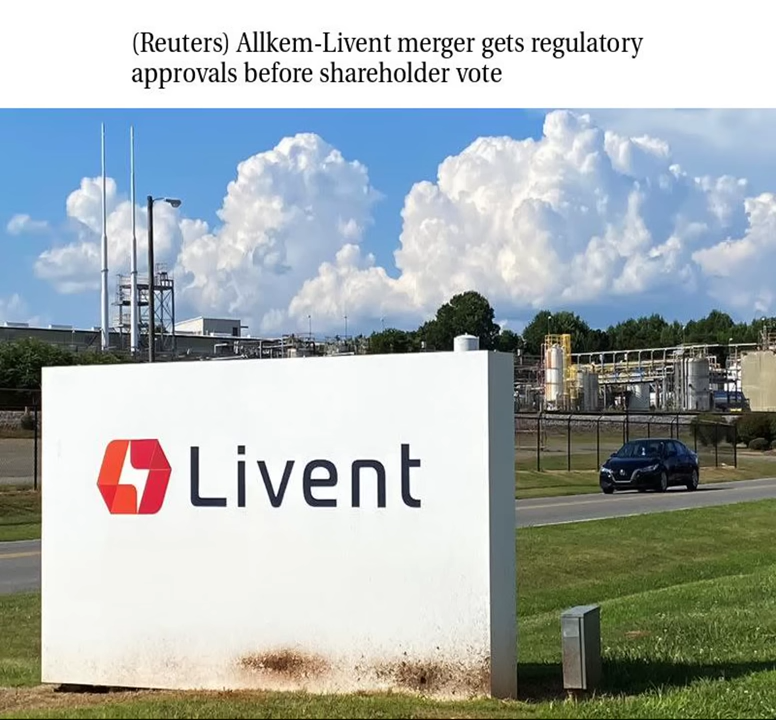 (Reuters) Allkem-Livent merger gets regulatory
approvals before shareholder vote
Livent